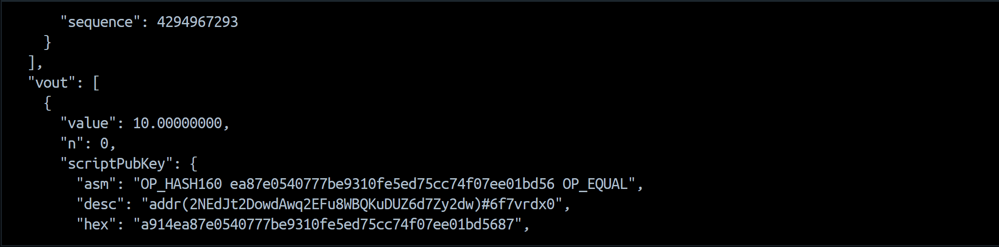 "sequence": 4294967293
}
],
"vout": [
{
"value": 10.00000000,
"n": 0,
"scriptPubKey": {
"asm": "OP_HASH160 ea87e0540777be9310fe5ed75cc74f07ee01bd56 OP_EQUAL",
"desc": "addr(2NEdJt2DowdAwq2EFu8WBQKuDUZ6d7Zy2dw)#6f7vrdx0",
"hex": "a914ea87e0540777be9310fe5ed75cc74f07ee01bd5687",